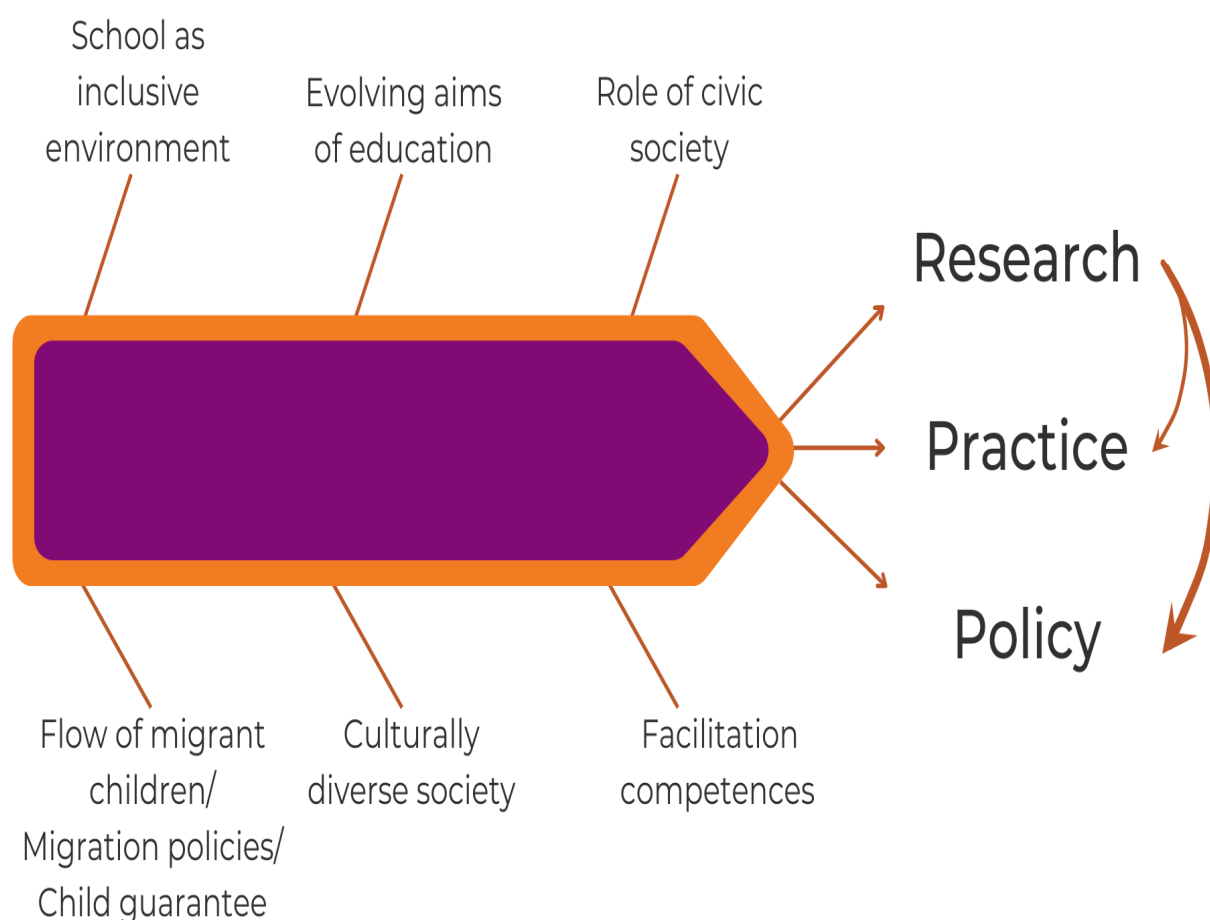 School as
inclusive
environment
Evolving aims
of education
Role of civic
society
Research
Practice
Policy
Flow of migrant
children/
Migration policies/
Child guarantee
Culturally
diverse society
Facilitation
competences